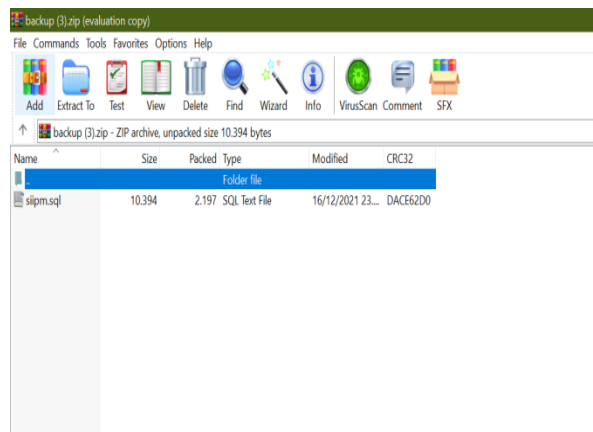 backup (3).zip (evaluation copy)
File Commands Tools Favorites Options Help
Add Extract To Test View Delete Find Wizard Info VirusScan Comment SFX
backup (3).zip - ZIP archive, unpacked size 10.394 bytes
Name Size Packed Type Modified CRC32
. Folder file
siipm.sql 10.394 2.197 SQL Text File 16/12/2021 23.... DACE62D0